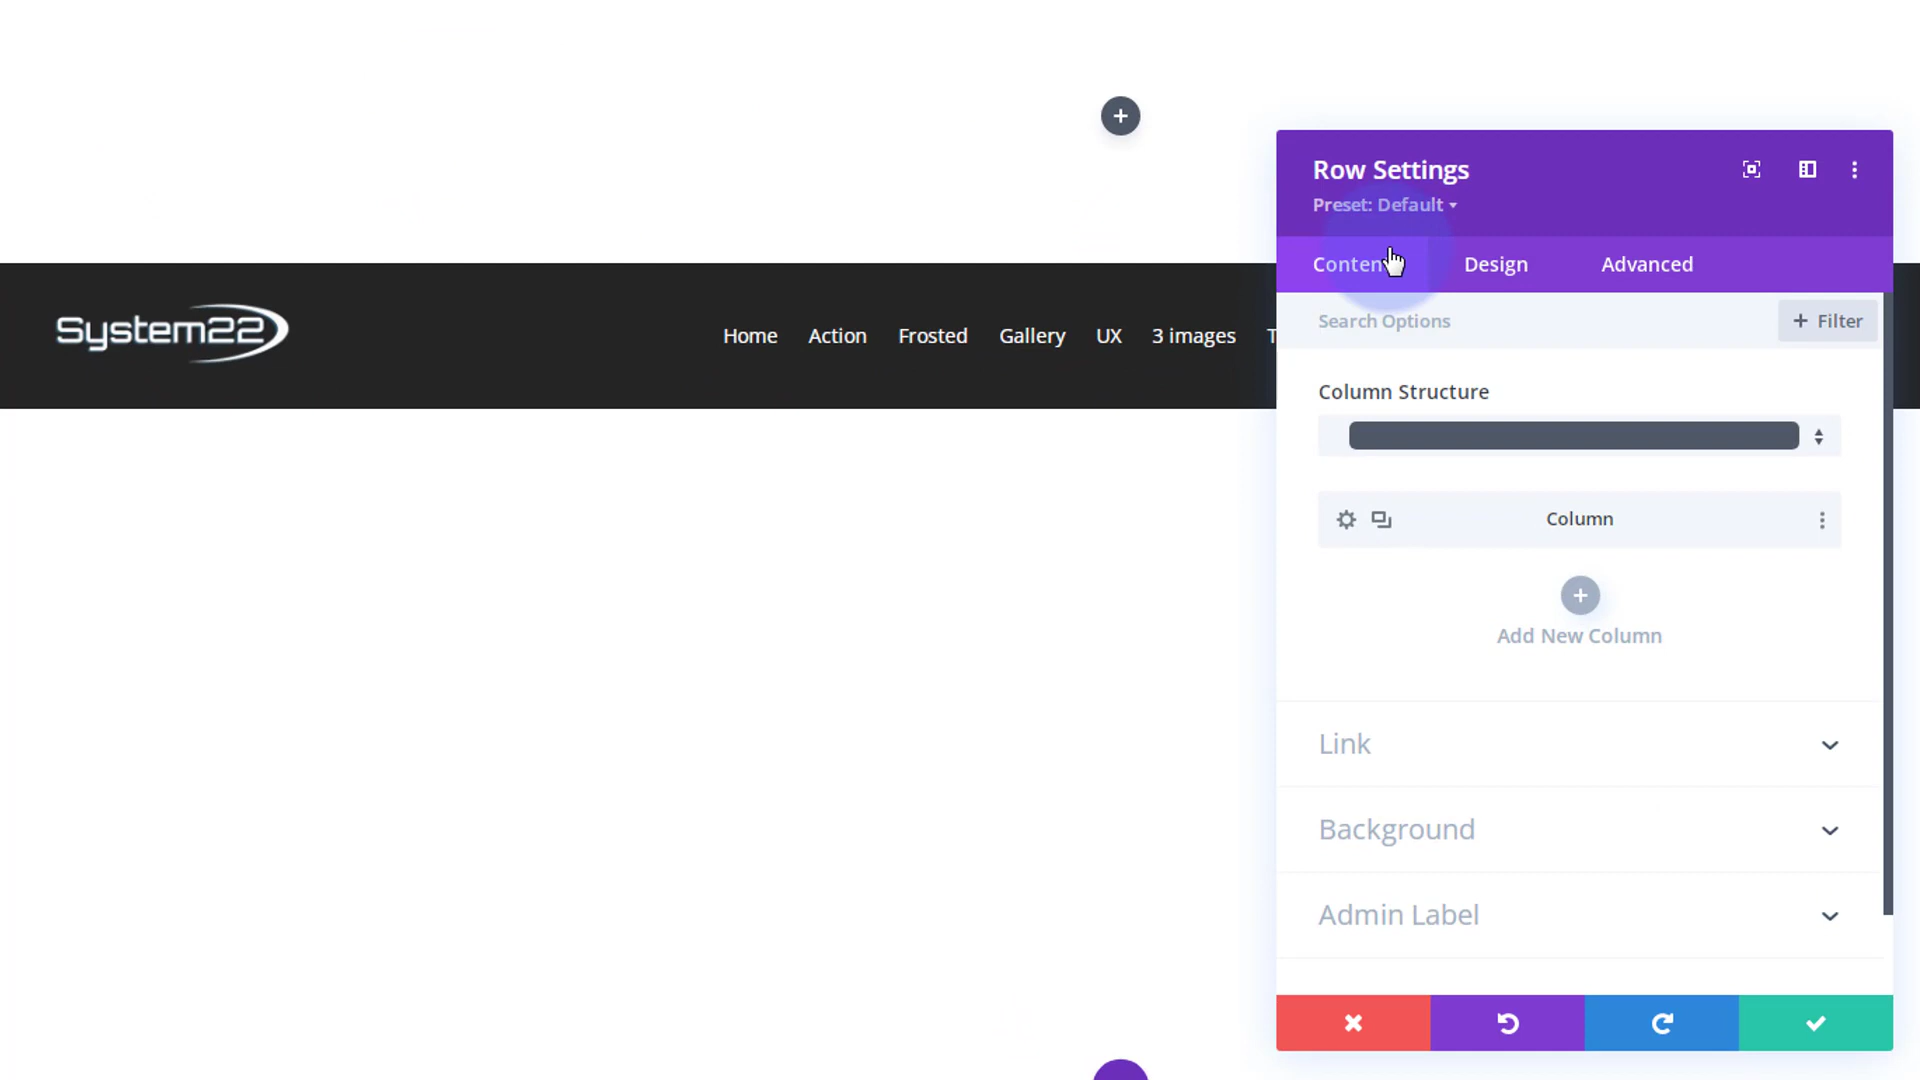 Row Settings
Preset: Default
Content Design Advanced
Search Options
+ Filter
System22
Home Action Frosted Gallery UX 3 images T
Column Structure
Column
Add New Column
Link
Background
Admin Label